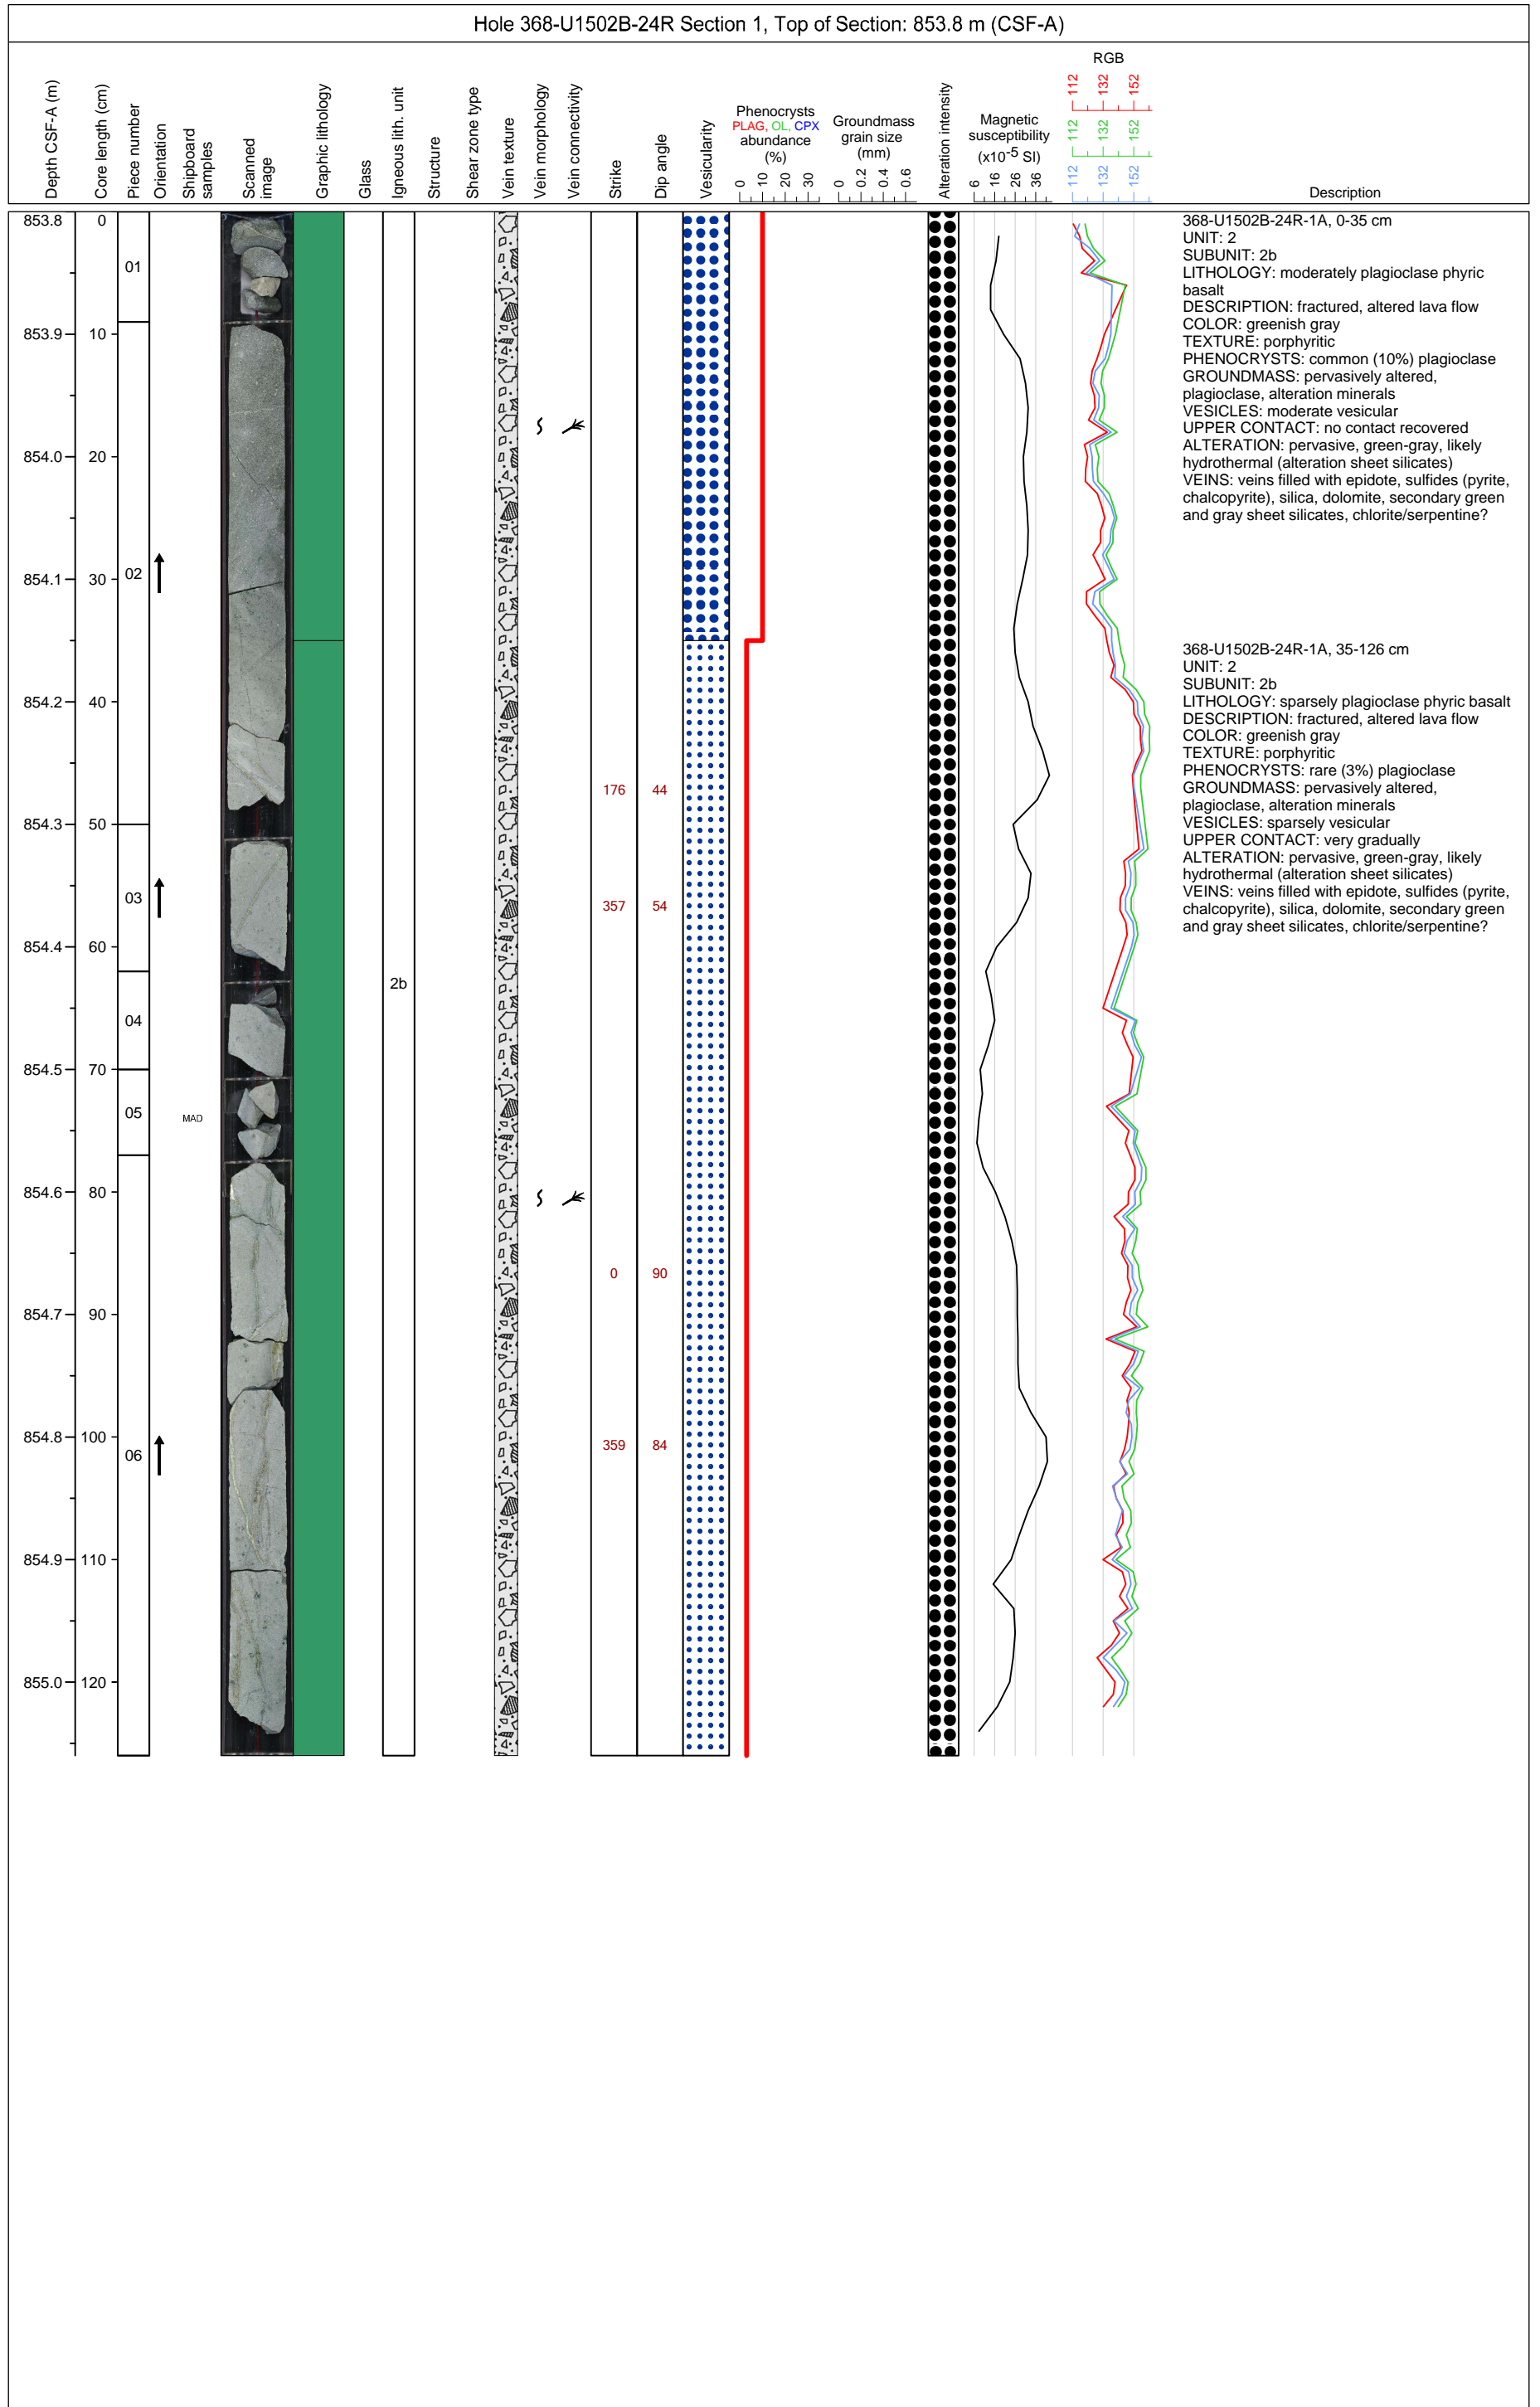 Hole 368-U1502B-24R Section 1, Top of Section: 853.8 m (CSF-A)
Depth CSF-A (m)
Core length (cm)
Piece number
Orientation
Shipboard
samples
Scanned
image
Graphic lithology
Glass
Igneous lith. unit
Structure
Shear zone type
Vein texture
Vein morphology
Vein connectivity
Strike
Dip angle
Vesicularity
Phenocrysts
PLAG, OL, CPX
abundance
(%)
0 10 20 30
Groundmass
grain size
(mm)
0 0.2 0.4 0.6
Alteration intensity
Magnetic
susceptibility
(x10-5 SI)
6 16 26 36
RGB
112 132 152
112 132 152
112 132 152
Description
853.8 0
01
853.9 10
854.0 20
854.1 30
02
854.2 40
176 44
854.3 50
03
357 54
854.4 60
2b
04
854.5 70
05
MAD
854.6 80
0 90
854.7 90
854.8 100
359 84
06
854.9 110
855.0 120
368-U1502B-24R-1A, 0-35 cm
UNIT: 2
SUBUNIT: 2b
LITHOLOGY: moderately plagioclase phyric
basalt
DESCRIPTION: fractured, altered lava flow
COLOR: greenish gray
TEXTURE: porphyritic
PHENOCRYSTS: common (10%) plagioclase
GROUNDMASS: pervasively altered,
plagioclase, alteration minerals
VESICLES: moderate vesicular
UPPER CONTACT: no contact recovered
ALTERATION: pervasive, green-gray, likely
hydrothermal (alteration sheet silicates)
VEINS: veins filled with epidote, sulfides (pyrite,
chalcopyrite), silica, dolomite, secondary green
and gray sheet silicates, chlorite/serpentine?
368-U1502B-24R-1A, 35-126 cm
UNIT: 2
SUBUNIT: 2b
LITHOLOGY: sparsely plagioclase phyric basalt
DESCRIPTION: fractured, altered lava flow
COLOR: greenish gray
TEXTURE: porphyritic
PHENOCRYSTS: rare (3%) plagioclase
GROUNDMASS: pervasively altered,
plagioclase, alteration minerals
VESICLES: sparsely vesicular
UPPER CONTACT: very gradually
ALTERATION: pervasive, green-gray, likely
hydrothermal (alteration sheet silicates)
VEINS: veins filled with epidote, sulfides (pyrite,
chalcopyrite), silica, dolomite, secondary green
and gray sheet silicates, chlorite/serpentine?